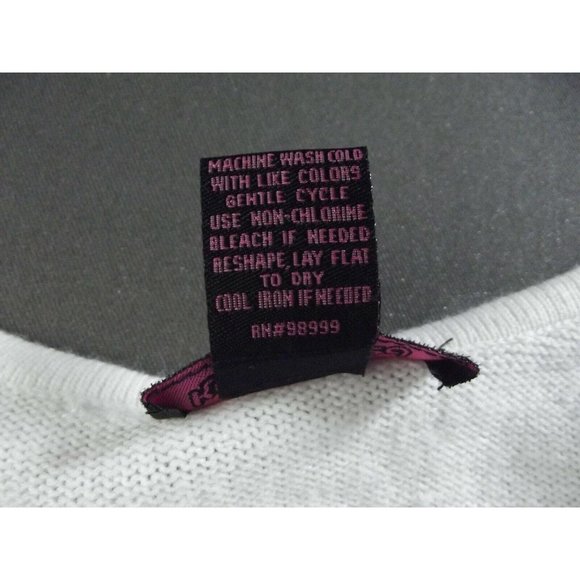 MACHINE WASH COLD
WITH LIKE COLORS
GENTLE CYCLE
USE NON-CHLORINE
BLEACH IF NEEDED
RESHAPE, LAY FLAT
TO DRY
COOL IRON IF NEEDED
RN#98999